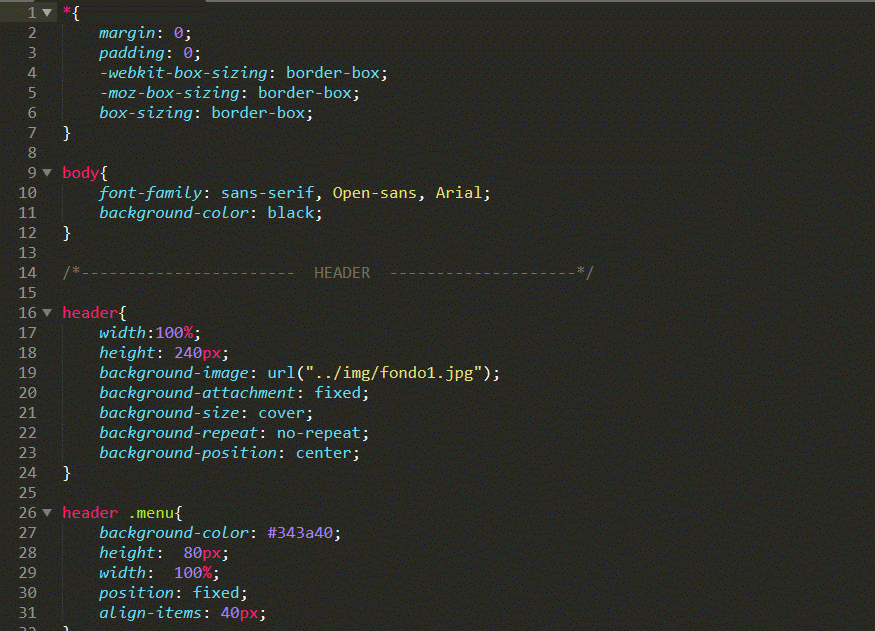 1 *{
2 margin: 0;
3 padding: 0;
4 -webkit-box-sizing: border-box;
5 -moz-box-sizing: border-box;
6 box-sizing: border-box;
7 }
8
9 body{
10 font-family: sans-serif, Open-sans, Arial;
11 background-color: black;
12 }
13
14 /*----------------------- HEADER --------------------*/
15
16 header{
17 width:100%;
18 height: 240px;
19 background-image: url("../img/fondo1.jpg");
20 background-attachment: fixed;
21 background-size: cover;
22 background-repeat: no-repeat;
23 background-position: center;
24 }
25
26 header .menu{
27 background-color: #343a40;
28 height:  80px;
29 width:  100%;
30 position: fixed;
31 align-items: 40px;
32 }